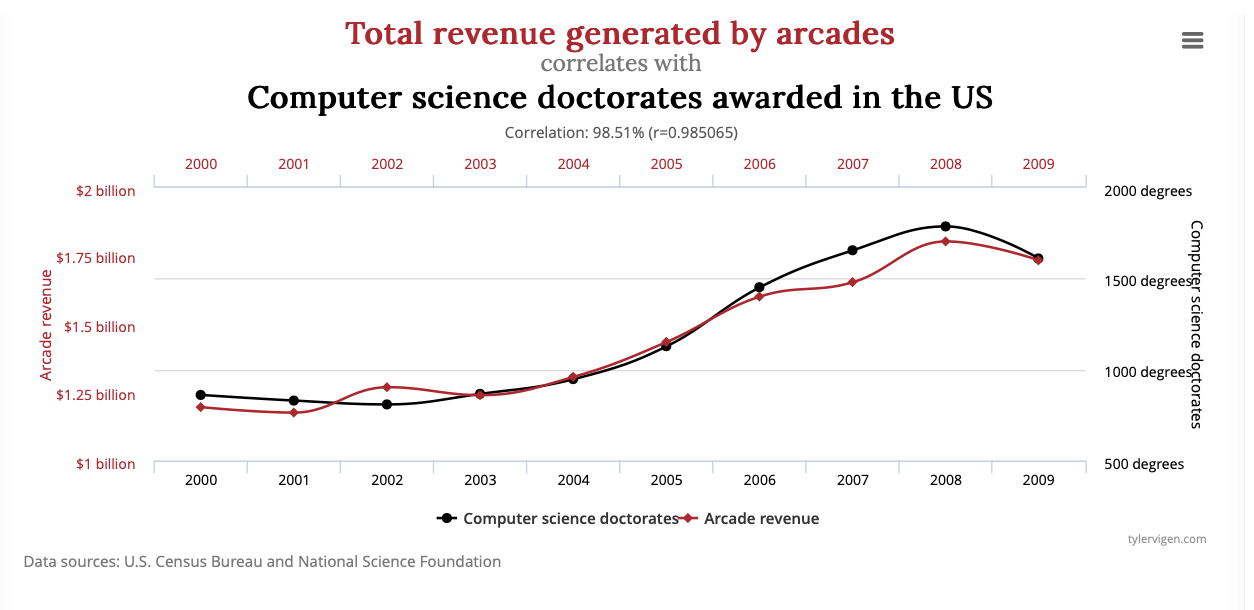 Total revenue generated by arcades
correlates with
Computer science doctorates awarded in the US
Correlation: 98.51% (r=0.985065)
2000 2001 2002 2003 2004 2005 2006 2007 2008 2009
$2 billion
$1.75 billion
$1.5 billion
$1.25 billion
$1 billion
Arcade revenue
2000 degrees
1500 degrees
1000 degrees
500 degrees
Computer science doctorates
2000 2001 2002 2003 2004 2005 2006 2007 2008 2009
Computer science doctorates Arcade revenue
tylervigen.com
Data sources: U.S. Census Bureau and National Science Foundation